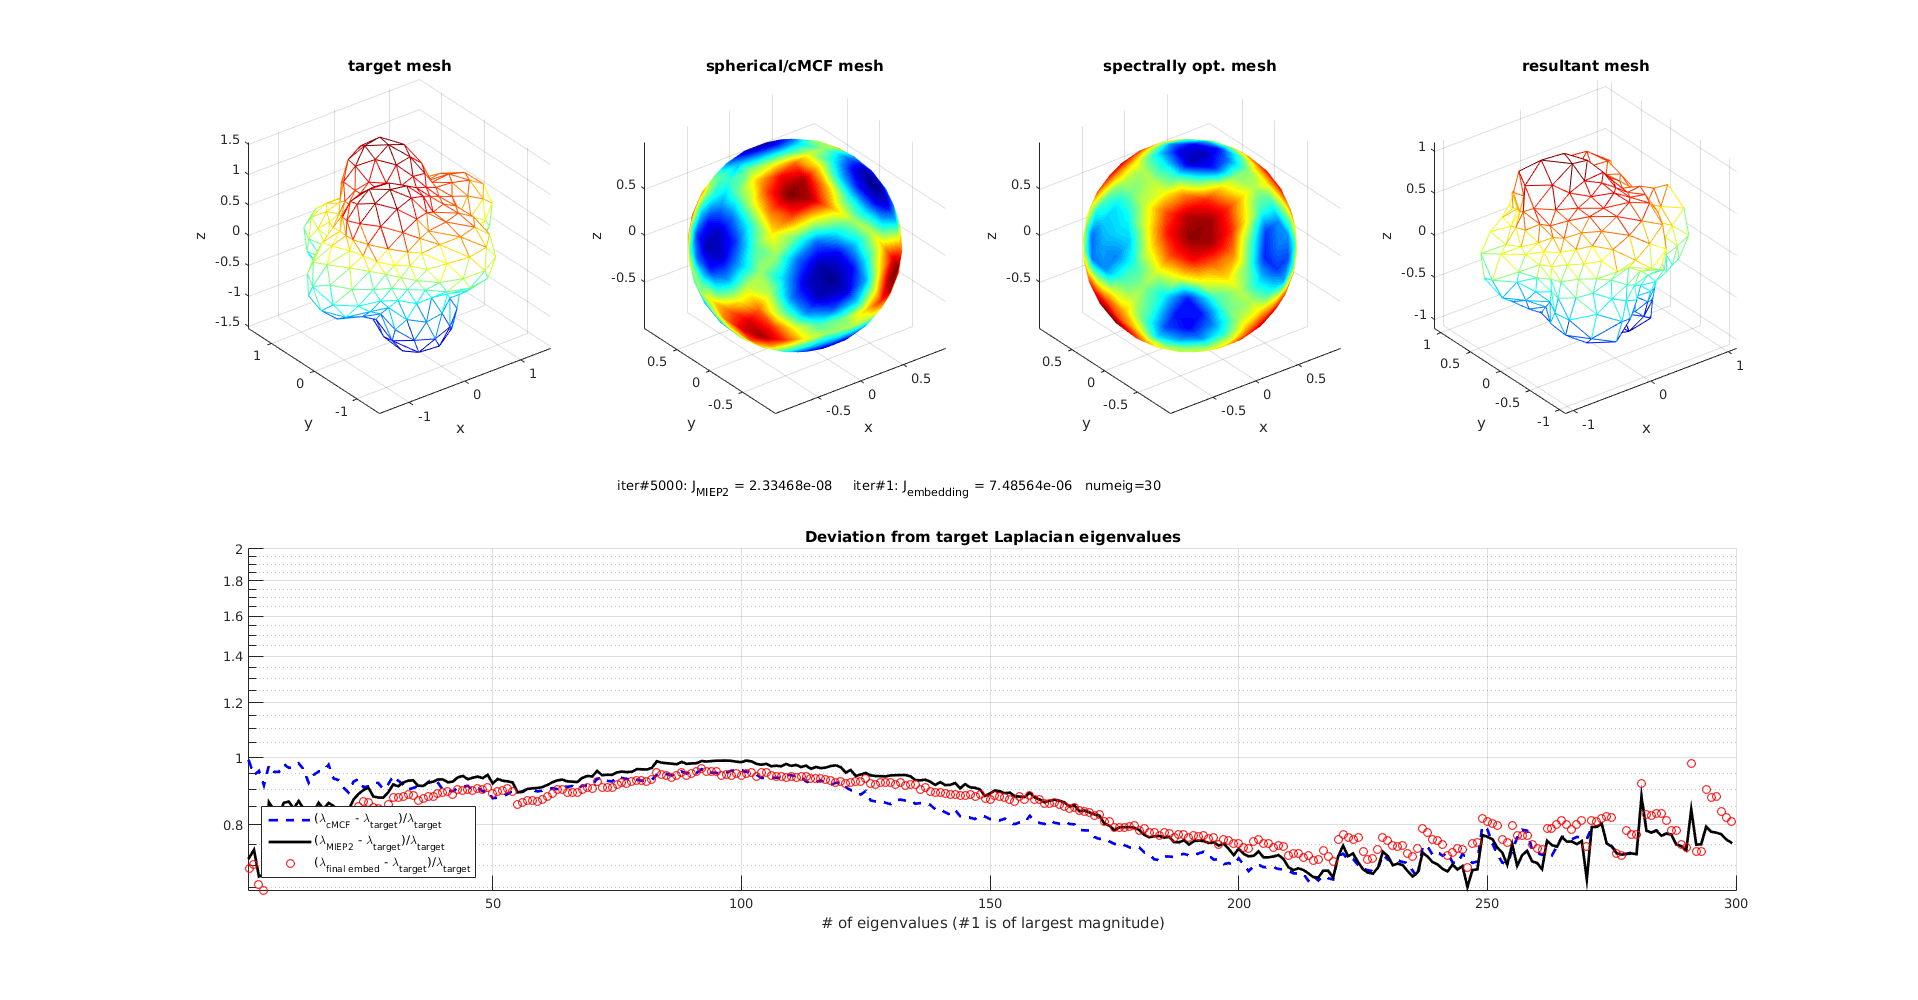 target mesh
spherical/cMCF mesh
spectrally opt. mesh
resultant mesh
1.5
1
0.5
0
-0.5
-1
-1.5
z
1
0
-1
y
-1
0
1
x
0.5
0
-0.5
z
0.5
0
-0.5
y
-0.5
0
0.5
x
0.5
0
-0.5
z
0.5
0
-0.5
y
-0.5
0
0.5
x
1
0.5
0
-0.5
-1
z
1
0.5
0
-0.5
-1
y
-1
0
1
x
iter#5000: J_MIEP2 = 2.33468e-08 iter#1: J_embedding = 7.48564e-06 numeig=30
Deviation from target Laplacian eigenvalues
2
1.8
1.6
1.4
1.2
1
0.8
(λ_cMCF - λ_target)/λ_target
(λ_MIEP2 - λ_target)/λ_target
(λ_final embed - λ_target)/λ_target
50
100
150
200
250
300
# of eigenvalues (#1 is of largest magnitude)